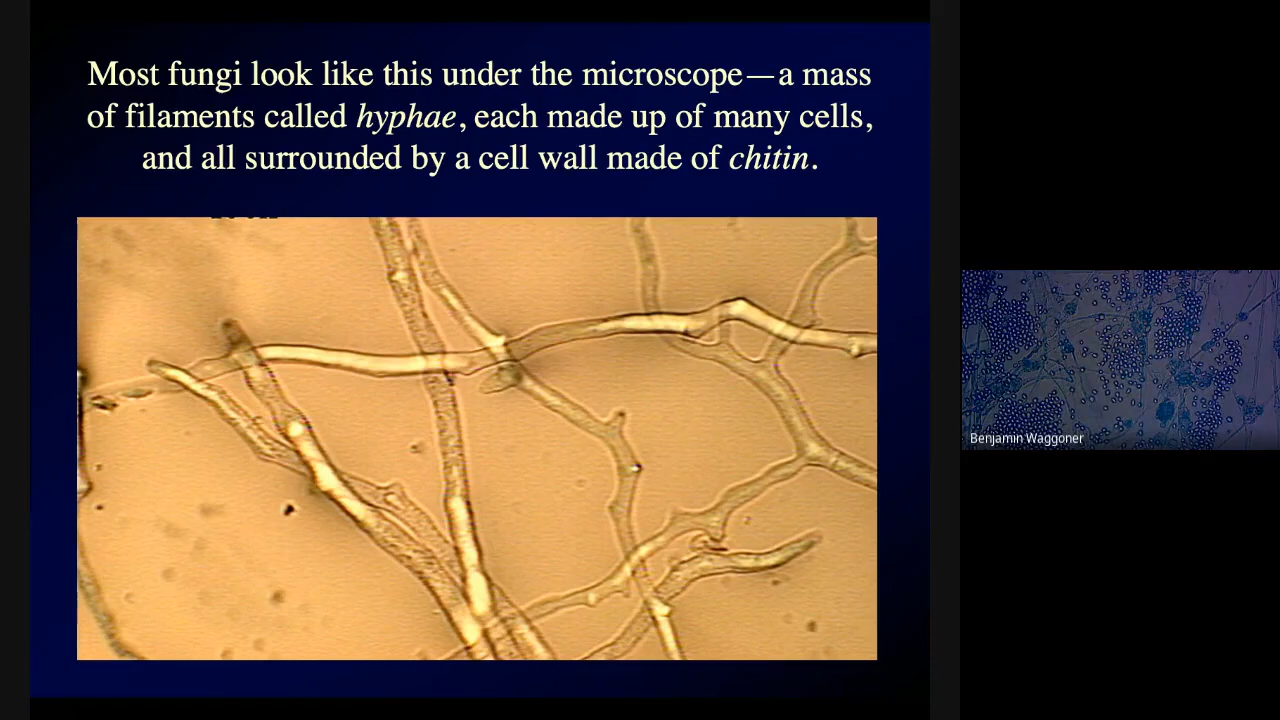 Most fungi look like this under the microscope—a mass
of filaments called hyphae, each made up of many cells,
and all surrounded by a cell wall made of chitin.
Benjamin Waggoner